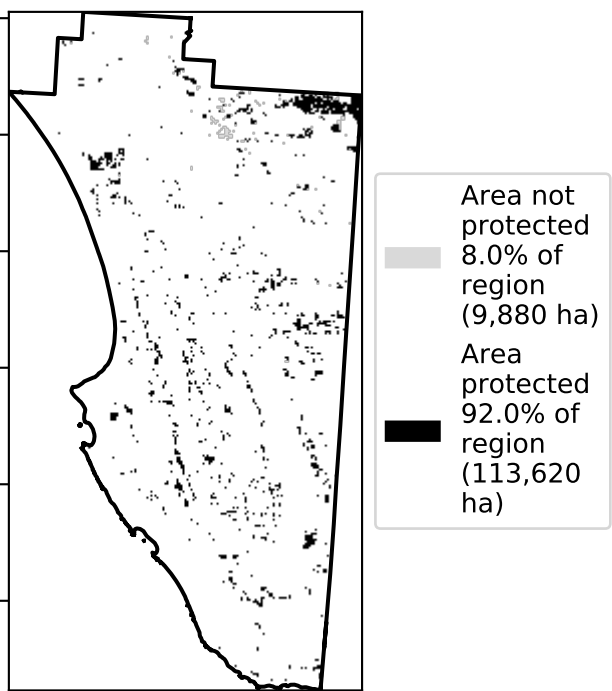 Area not
protected
8.0% of
region
(9,880 ha)
Area
protected
92.0% of
region
(113,620
ha)